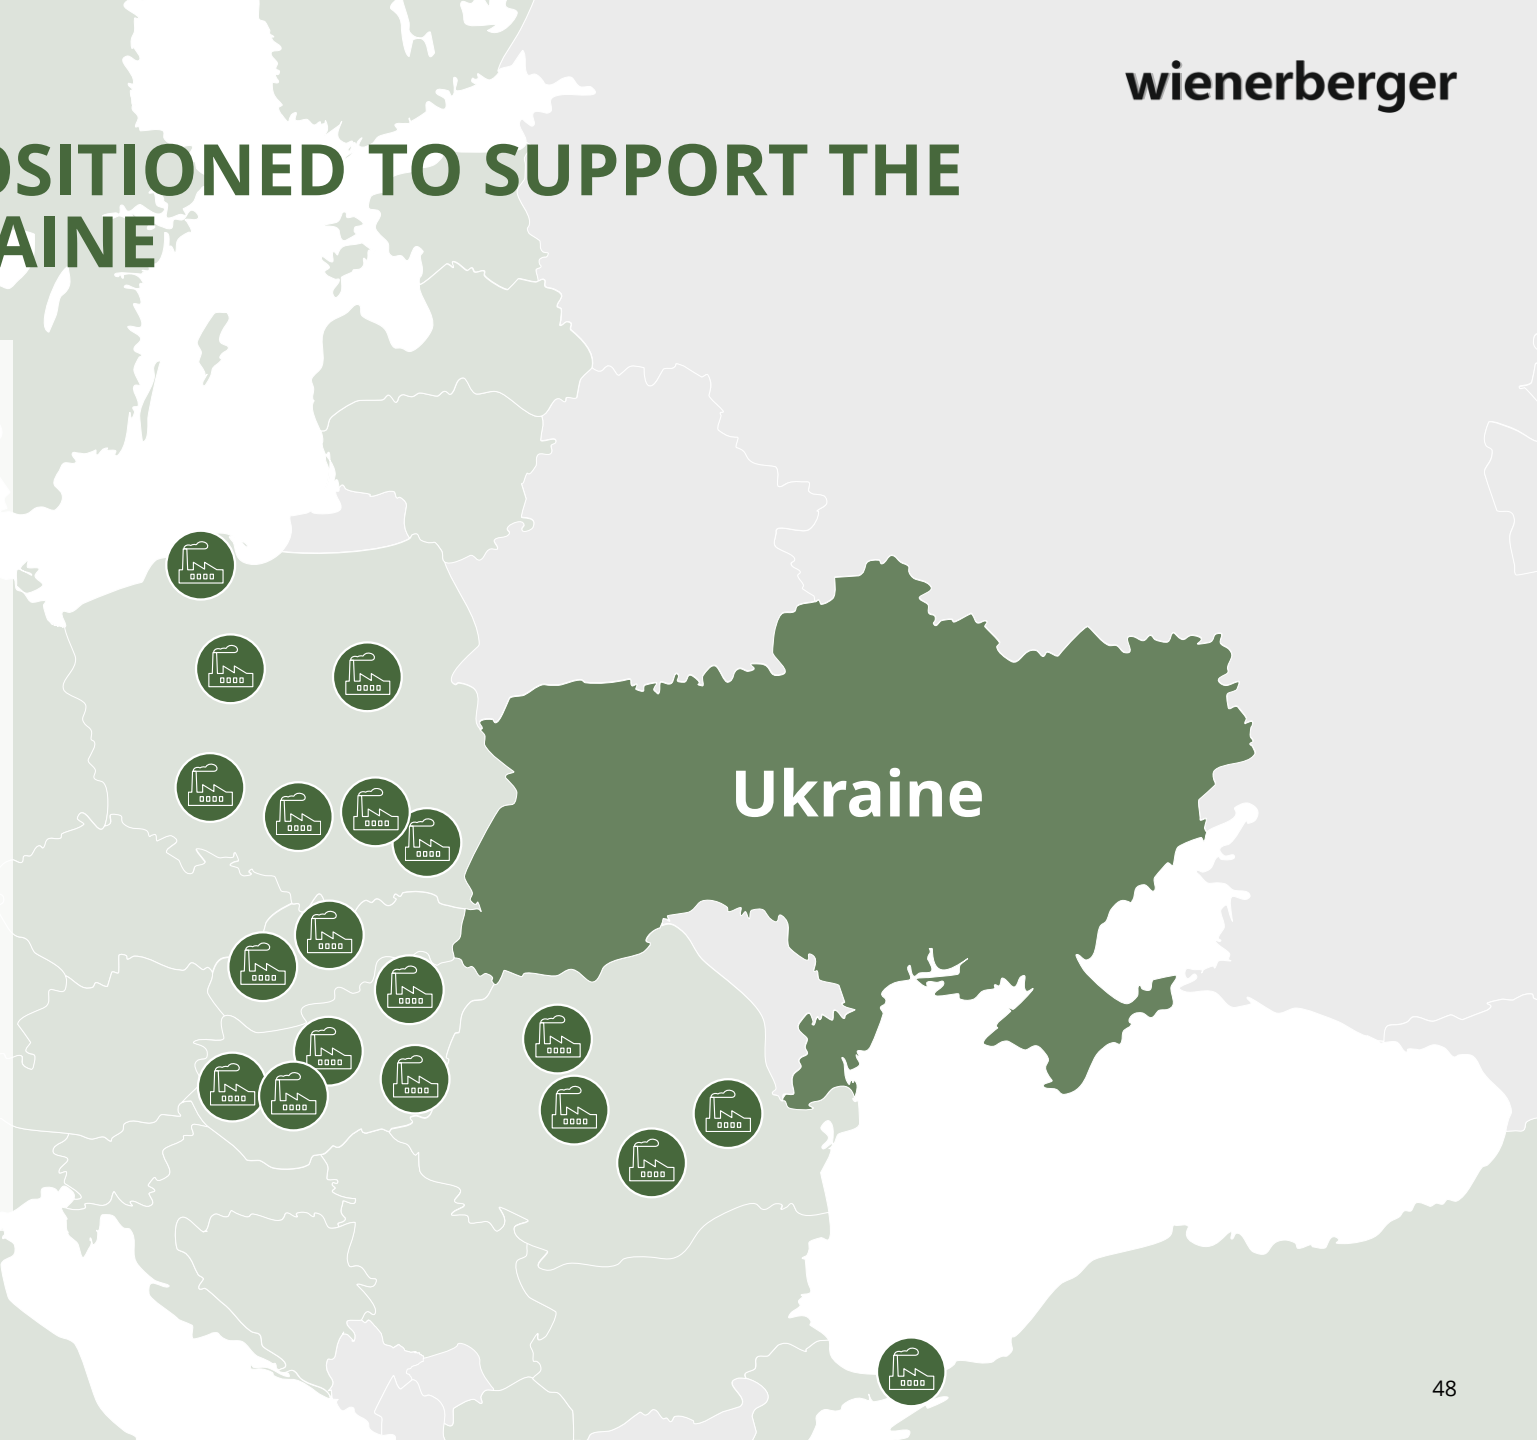 wienerberger
OSITIONED TO SUPPORT THE
AINE
Ukraine
48